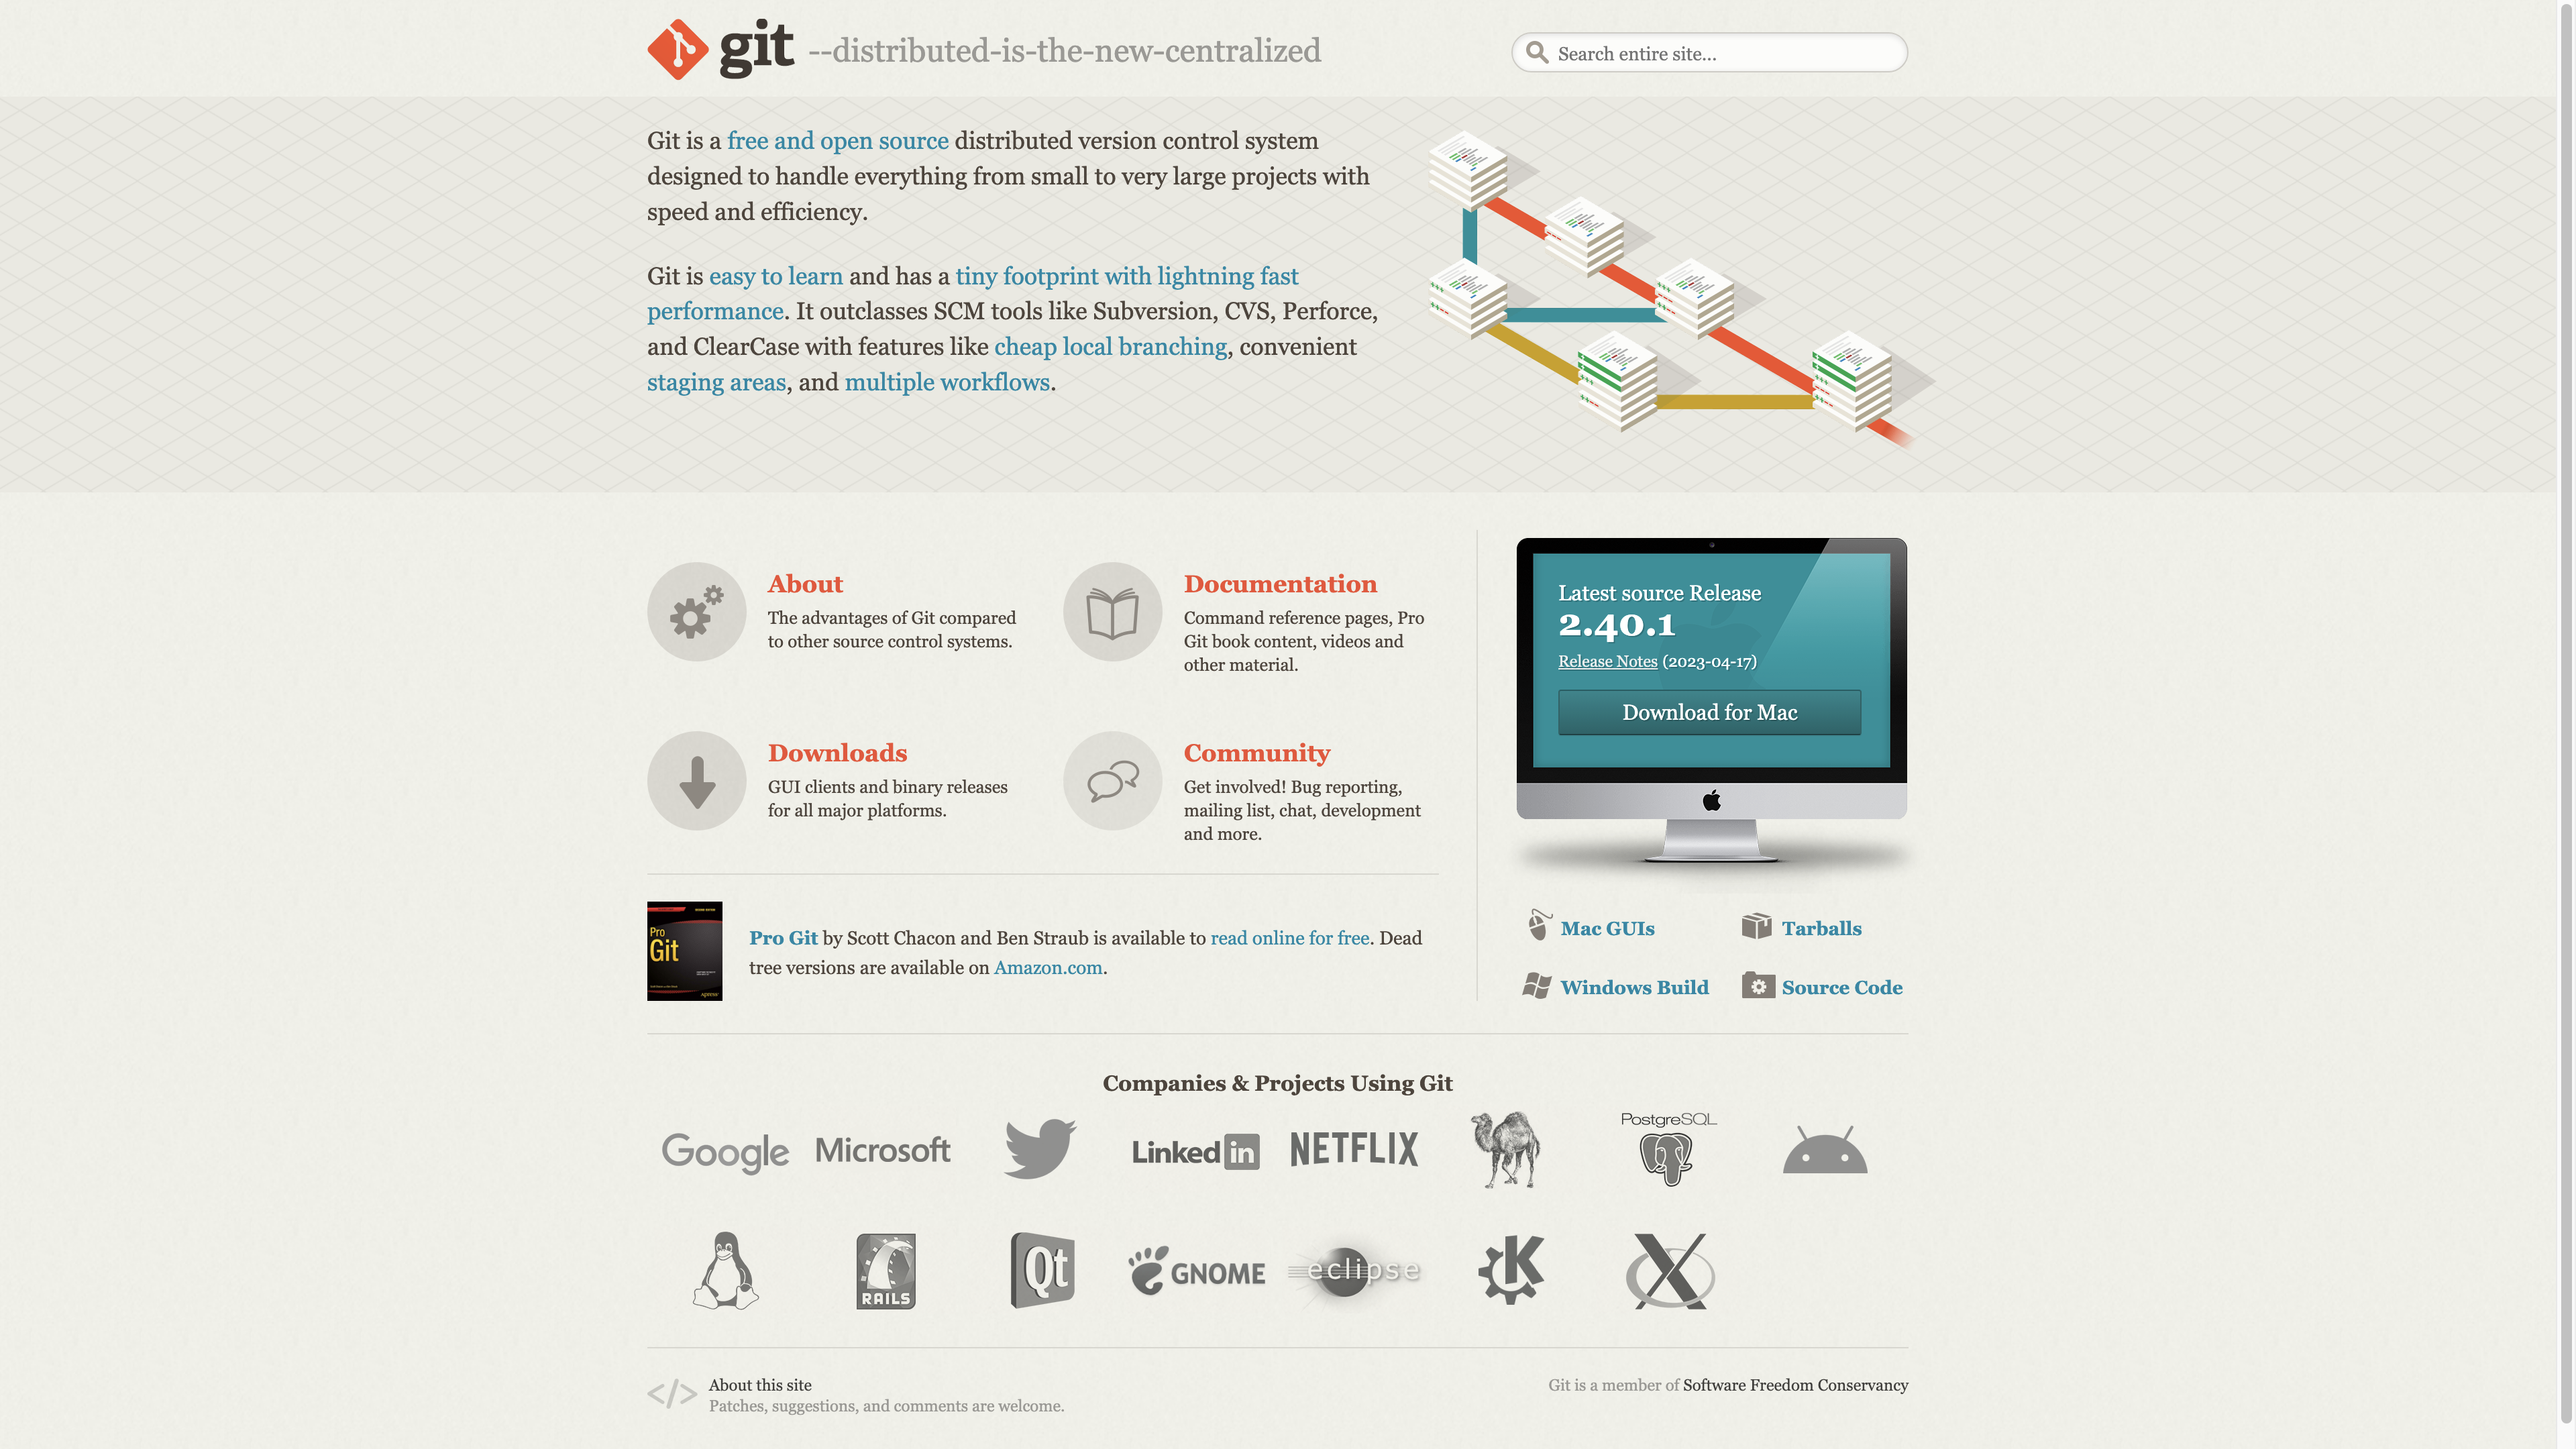 git --distributed-is-the-new-centralized
Search entire site...
Git is a free and open source distributed version control system
designed to handle everything from small to very large projects with
speed and efficiency.
Git is easy to learn and has a tiny footprint with lightning fast
performance. It outclasses SCM tools like Subversion, CVS, Perforce,
and ClearCase with features like cheap local branching, convenient
staging areas, and multiple workflows.
About
The advantages of Git compared
to other source control systems.
Documentation
Command reference pages, Pro
Git book content, videos and
other material.
Downloads
GUI clients and binary releases
for all major platforms.
Community
Get involved! Bug reporting,
mailing list, chat, development
and more.
Pro
Git
Apress
Pro Git by Scott Chacon and Ben Straub is available to read online for free. Dead
tree versions are available on Amazon.com.
Latest source Release
2.40.1
Release Notes (2023-04-17)
Download for Mac
Mac GUIs
Tarballs
Windows Build
Source Code
Companies & Projects Using Git
Google
Microsoft
Linked in
NETFLIX
PostgreSQL
RAILS
Qt
GNOME
eclipse
K
X
</>
About this site
Patches, suggestions, and comments are welcome.
Git is a member of Software Freedom Conservancy